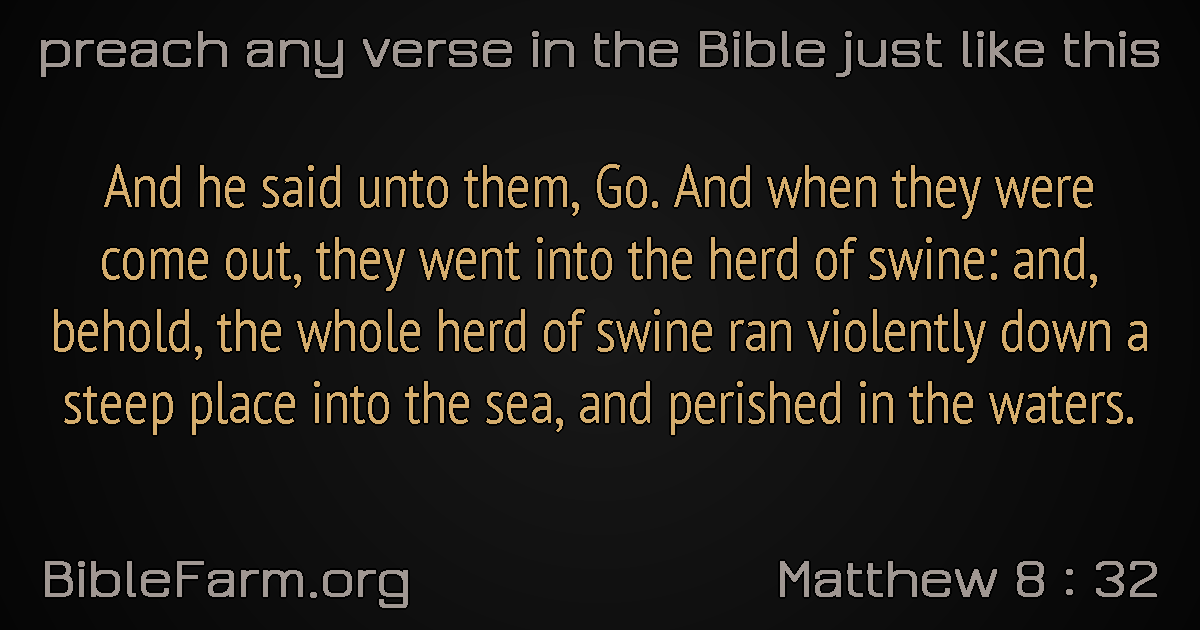 preach any verse in the Bible just like this
And he said unto them, Go. And when they were
come out, they went into the herd of swine: and,
behold, the whole herd of swine ran violently down a
steep place into the sea, and perished in the waters.
BibleFarm.org
Matthew 8 : 32